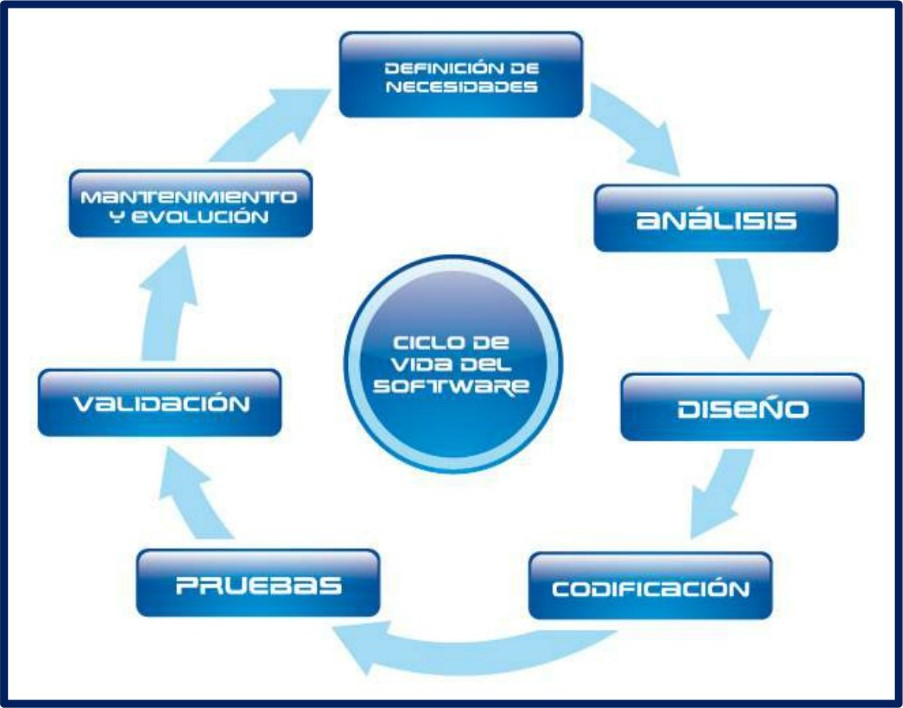 DEFINICIÓN DE
NECESIDADES
MANTENIMIENTO
Y EVOLUCIÓN
ANÁLISIS
CICLO DE
VIDA DEL
SOFTWARE
VALIDACIÓN
DISEÑO
PRUEBAS
CODIFICACIÓN